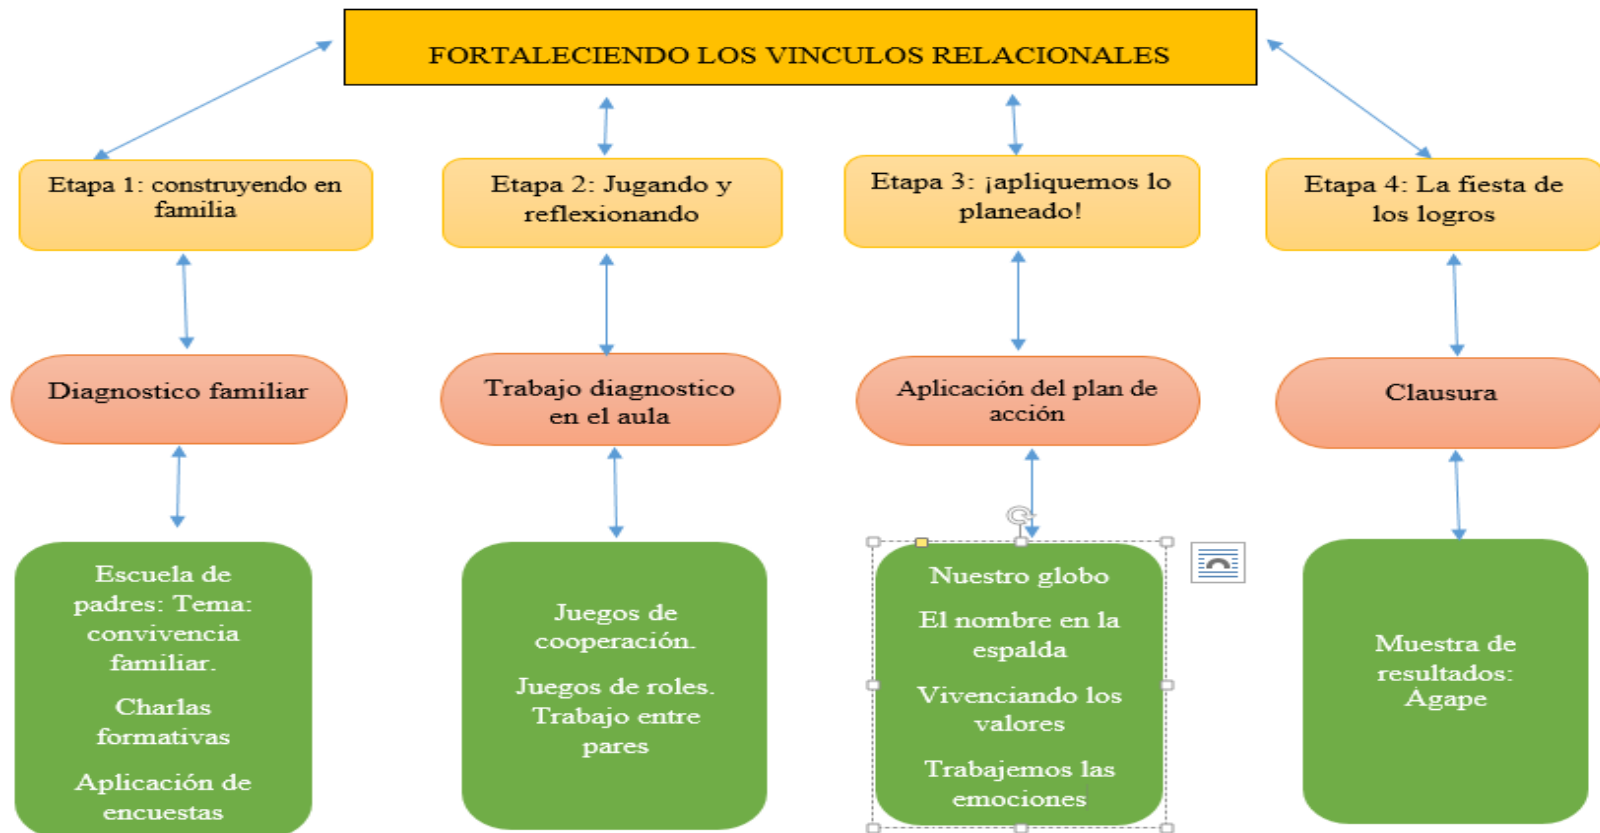 FORTALECIENDO LOS VINCULOS RELACIONALES
Etapa 1: construyendo en
familia
Etapa 2: Jugando y
reflexionando
Etapa 3: ¡apliquemos lo
planeado!
Etapa 4: La fiesta de
los logros
Diagnostico familiar
Trabajo diagnostico
en el aula
Aplicación del plan de
acción
Clausura
Escuela de
padres: Tema:
convivencia
familiar.
Charlas
formativas
Aplicación de
encuestas
Juegos de
cooperación.
Juegos de roles.
Trabajo entre
pares
Nuestro globo
El nombre en la
espalda
Vivenciando los
valores
Trabajemos las
emociones
Muestra de
resultados:
Ágape